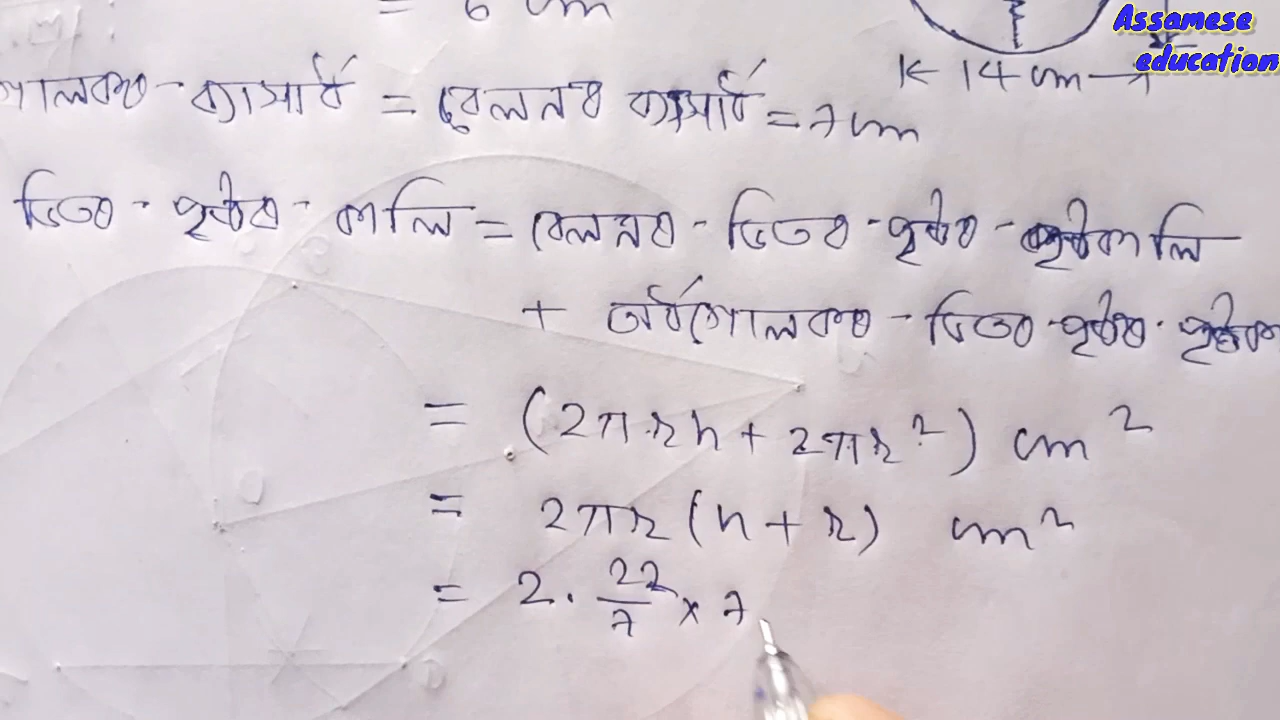 = 6 cm
Assamese
education
K← 14 cm →
ব্যাসাৰ্ধ = বেলনৰ ব্যাসাৰ্ধ = 7 cm
ভিতৰ - পৃষ্ঠৰ - কালি = বেলনৰ - ভিতৰ - পৃষ্ঠৰ - কালি
+ অৰ্ধগোলকৰ - ভিতৰ - পৃষ্ঠৰ -
= (2πrh + 2πr²) cm²
= 2πr(h + r) cm²
= 2 . 22/7 × 7